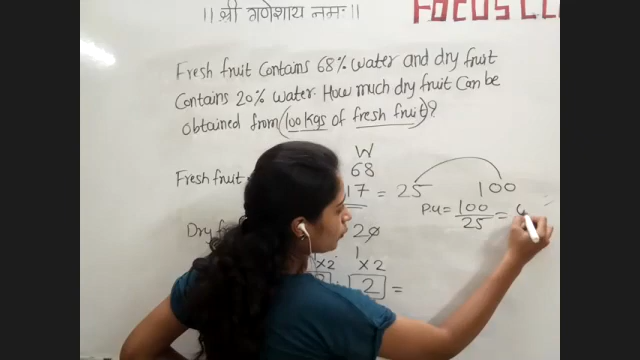 ।। श्री गणेशाय नमः ।।
FOCUS
Fresh fruit Contains 68% water and dry fruit
Contains 20% water. How much dry fruit Can be
obtained from (100 kgs of fresh fruit)?
W
Fresh fruit 68
17 = 25 100
P.U = 100/25 =
Dry 20
1
×2 ×2
2 =